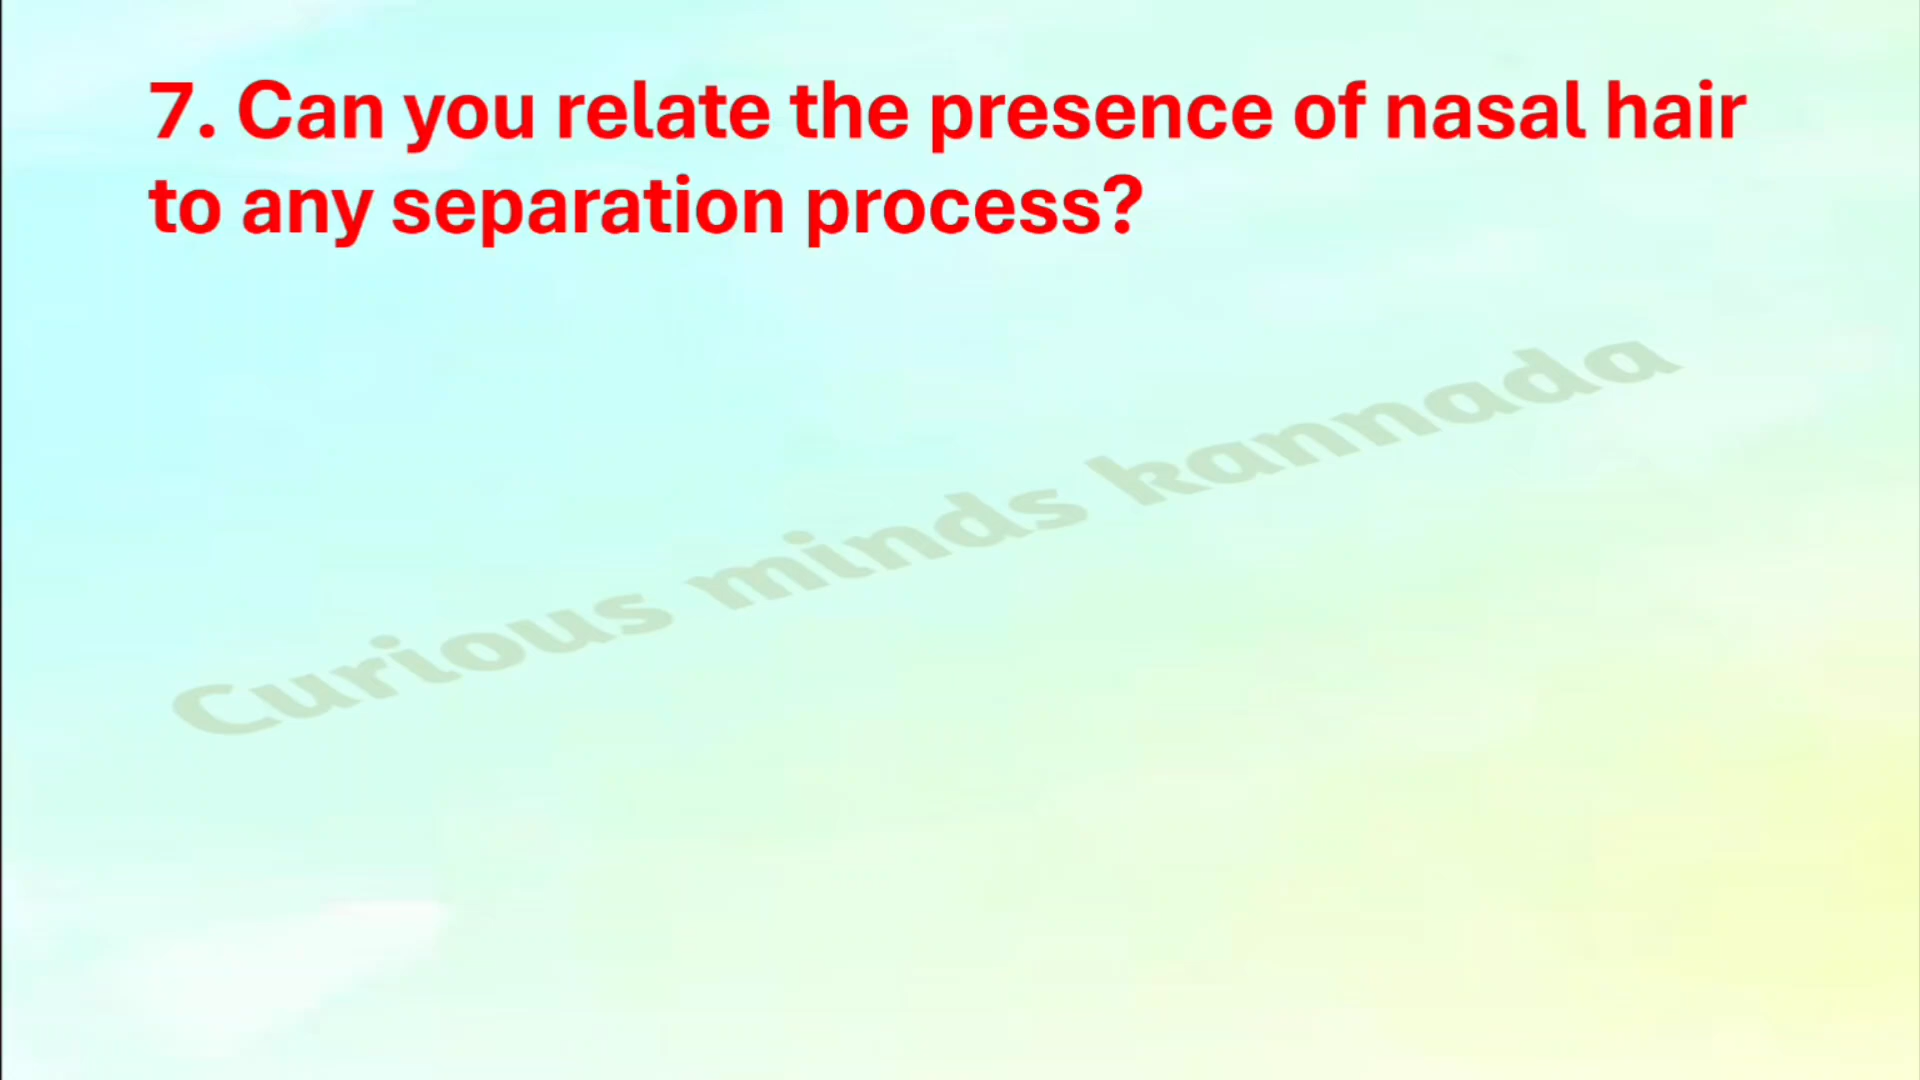 7. Can you relate the presence of nasal hair
to any separation process?
Curious minds kannada